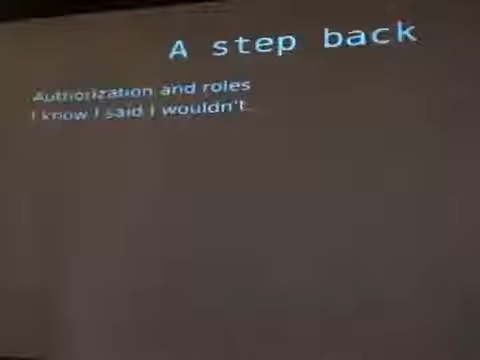 A step back
Authorization and roles
I know I said I wouldn't..